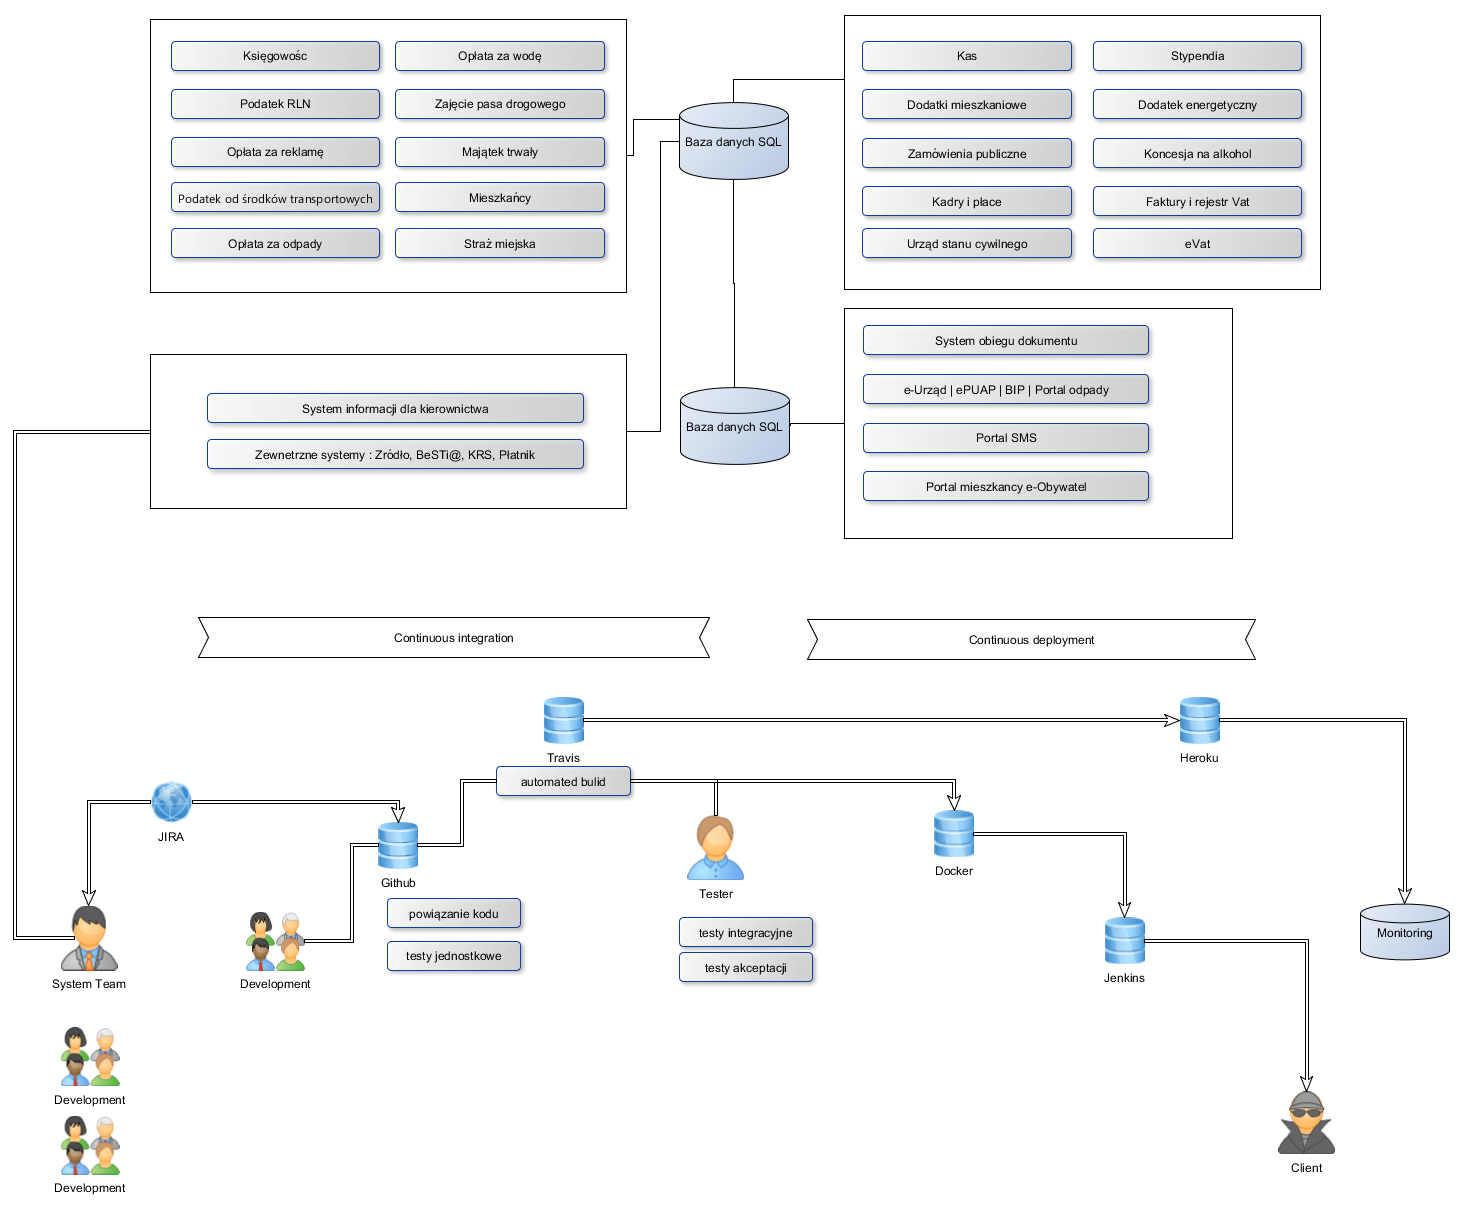 Księgowośc
Opłata za wodę
Podatek RLN
Zajęcie pasa drogowego
Opłata za reklamę
Majątek trwały
Podatek od środków transportowych
Mieszkańcy
Opłata za odpady
Straż miejska
Baza danych SQL
Kas
Stypendia
Dodatki mieszkaniowe
Dodatek energetyczny
Zamówienia publiczne
Koncesja na alkohol
Kadry i płace
Faktury i rejestr Vat
Urząd stanu cywilnego
eVat
System informacji dla kierownictwa
Zewnetrzne systemy : Zródło, BeSTi@, KRS, Płatnik
Baza danych SQL
System obiegu dokumentu
e-Urząd | ePUAP | BIP | Portal odpady
Portal SMS
Portal mieszkancy e-Obywatel
Continuous integration
Continuous deployment
Travis
Heroku
automated bulid
JIRA
Github
Tester
Docker
powiązanie kodu
testy jednostkowe
testy integracyjne
testy akceptacji
Monitoring
System Team
Development
Jenkins
Development
Development
Client